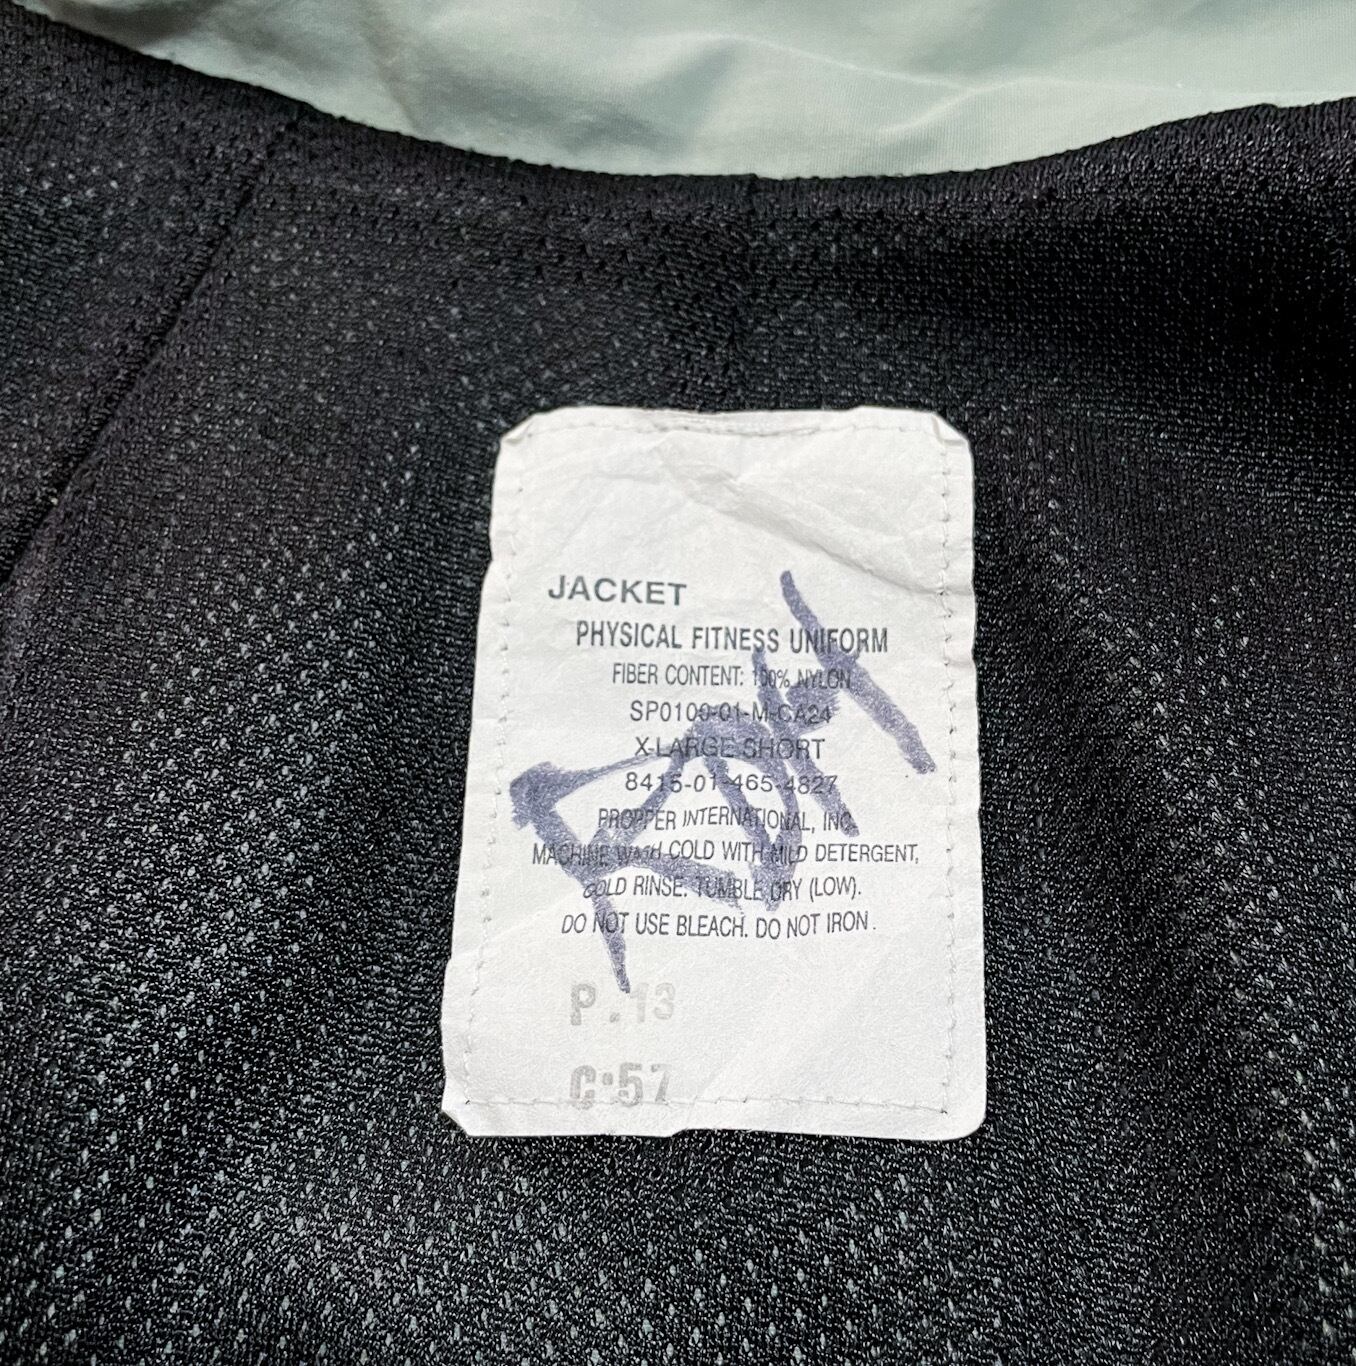 JACKET
PHYSICAL FITNESS UNIFORM
FIBER CONTENT: 100% NYLON
SP0100-01-M-CA24
X-LARGE SHORT
8415-01-465-4827
PROPPER INTERNATIONAL, INC.
MACHINE WASH COLD WITH MILD DETERGENT,
COLD RINSE. TUMBLE DRY (LOW).
DO NOT USE BLEACH. DO NOT IRON.
P.13
C:57